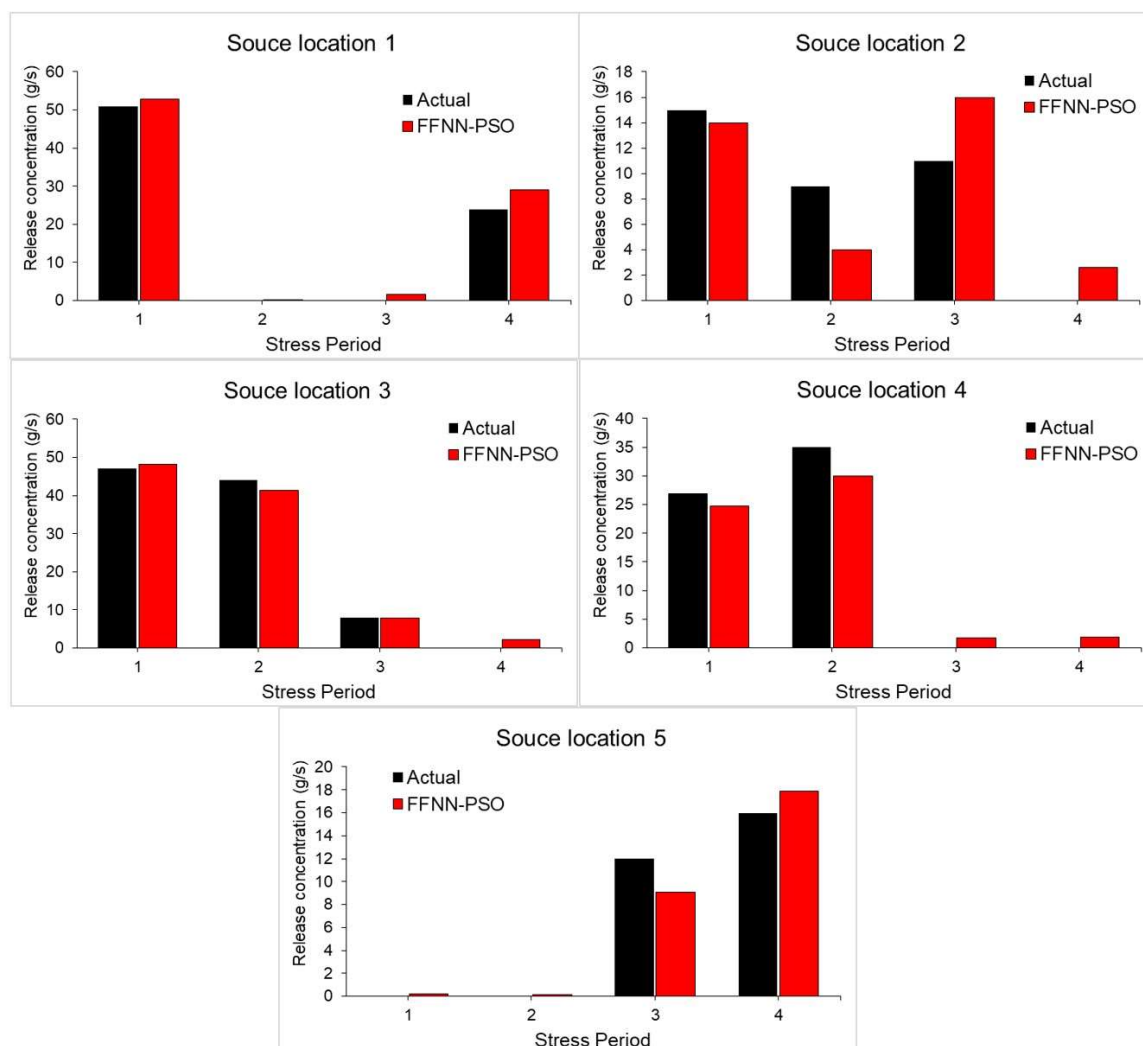 Souce location 1
Release concentration (g/s)
60
50
40
30
20
10
0
Actual
FFNN-PSO
1 2 3 4
Stress Period
Souce location 2
Release concentration (g/s)
18
16
14
12
10
8
6
4
2
0
Actual
FFNN-PSO
1 2 3 4
Stress Period
Souce location 3
Release concentration (g/s)
60
50
40
30
20
10
0
Actual
FFNN-PSO
1 2 3 4
Stress Period
Souce location 4
Release concentration (g/s)
40
35
30
25
20
15
10
5
0
Actual
FFNN-PSO
1 2 3 4
Stress Period
Souce location 5
Release concentration (g/s)
20
18
16
14
12
10
8
6
4
2
0
Actual
FFNN-PSO
1 2 3 4
Stress Period